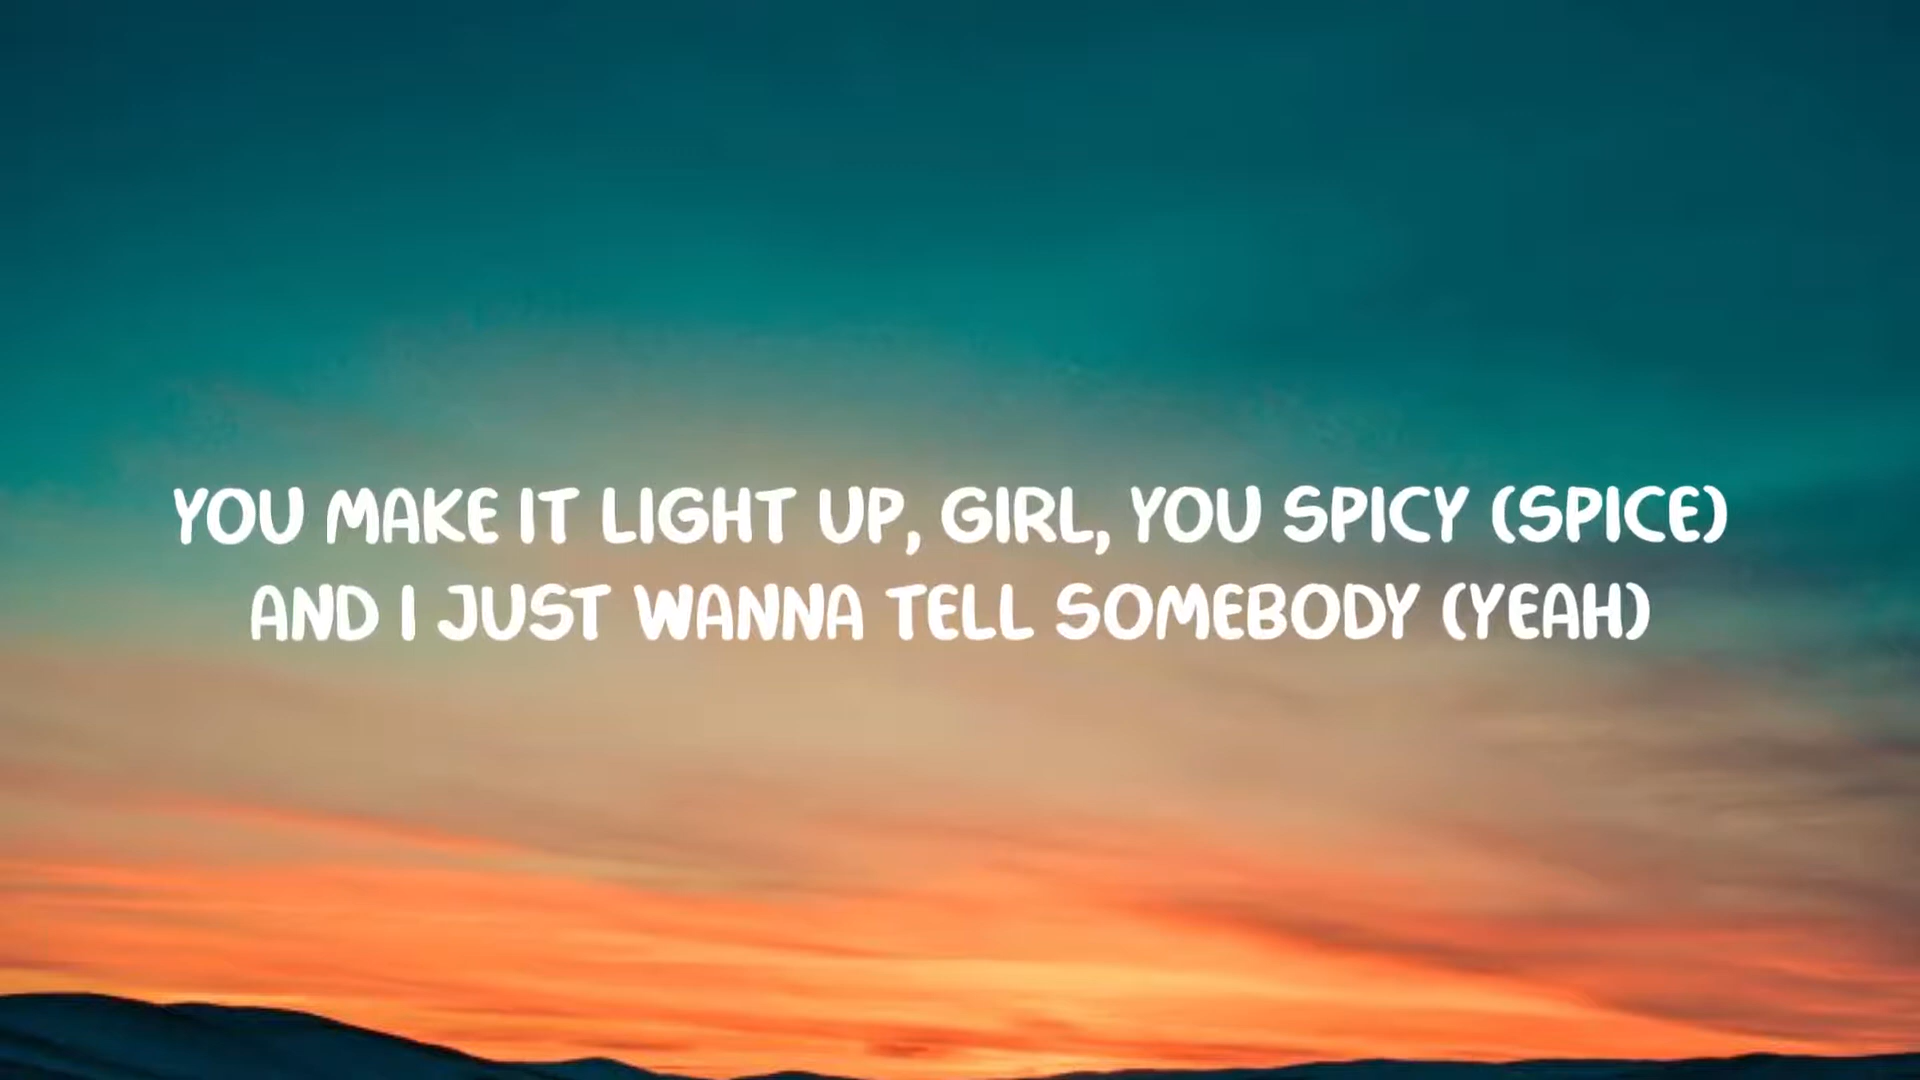 YOU MAKE IT LIGHT UP, GIRL, YOU SPICY (SPICE)
AND I JUST WANNA TELL SOMEBODY (YEAH)